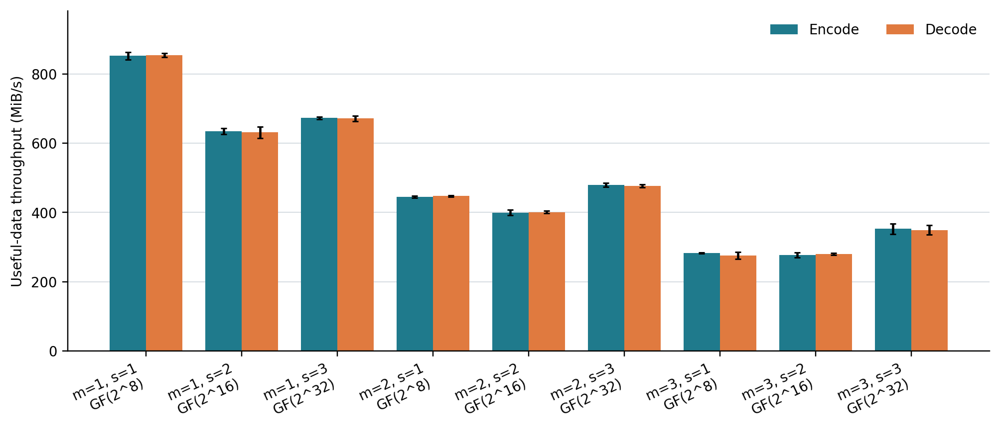 Encode
Decode
Useful-data throughput (MiB/s)
800
600
400
200
0
m=1, s=1
GF(2^8)
m=1, s=2
GF(2^16)
m=1, s=3
GF(2^32)
m=2, s=1
GF(2^8)
m=2, s=2
GF(2^16)
m=2, s=3
GF(2^32)
m=3, s=1
GF(2^8)
m=3, s=2
GF(2^16)
m=3, s=3
GF(2^32)